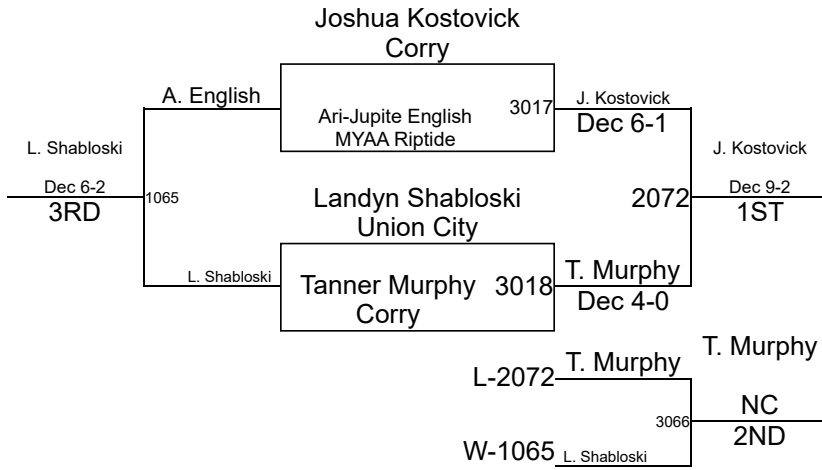 Joshua Kostovick
Corry
A. English
Ari-Jupite English
MYAA Riptide
3017
J. Kostovick
Dec 6-1
L. Shabloski
Dec 6-2
3RD
1065
J. Kostovick
Dec 9-2
1ST
2072
Landyn Shabloski
Union City
L. Shabloski
Tanner Murphy
Corry
3018
T. Murphy
Dec 4-0
L-2072
T. Murphy
T. Murphy
3066
NC
2ND
W-1065
L. Shabloski